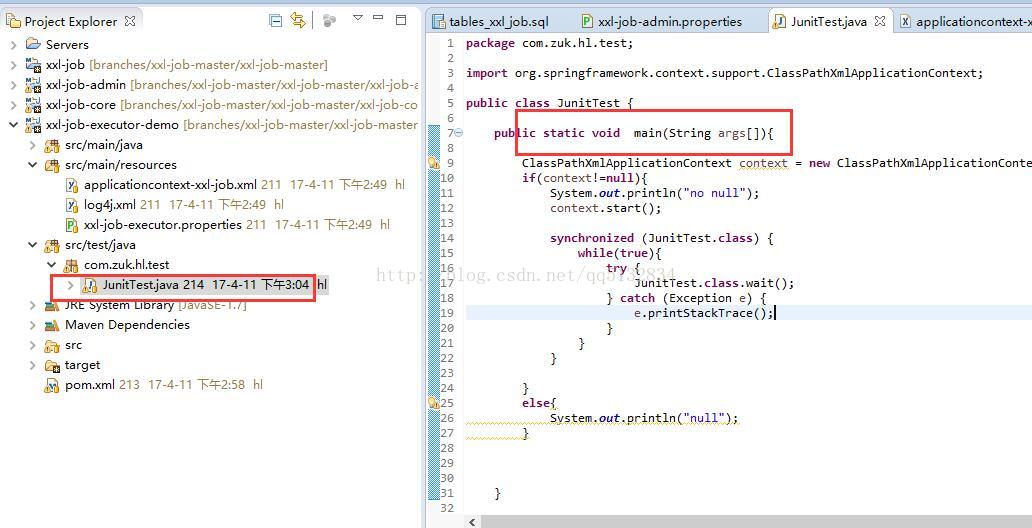 Project Explorer
Servers
xxl-job [branches/xxl-job-master/xxl-job-master]
xxl-job-admin [branches/xxl-job-master/xxl-job-master/xxl-job-a
xxl-job-core [branches/xxl-job-master/xxl-job-master/xxl-job-co
xxl-job-executor-demo [branches/xxl-job-master/xxl-job-master
src/main/java
src/main/resources
applicationcontext-xxl-job.xml 211 17-4-11 下午2:49 hl
log4j.xml 211 17-4-11 下午2:49 hl
xxl-job-executor.properties 211 17-4-11 下午2:49 hl
src/test/java
com.zuk.hl.test
JunitTest.java 214 17-4-11 下午3:04 hl
JRE System Library [JavaSE-1.7]
Maven Dependencies
src
target
pom.xml 213 17-4-11 下午2:58 hl
tables_xxl_job.sql xxl-job-admin.properties JunitTest.java applicationcontext-x
1 package com.zuk.hl.test;
2
3 import org.springframework.context.support.ClassPathXmlApplicationContext;
4
5 public class JunitTest {
6
7 public static void main(String args[]){
8
9 ClassPathXmlApplicationContext context = new ClassPathXmlApplicationConte
10 if(context!=null){
11 System.out.println("no null");
12 context.start();
13
14 synchronized (JunitTest.class) {
15 while(true){
16 try {
17 JunitTest.class.wait();
18 } catch (Exception e) {
19 e.printStackTrace();
20 }
21 }
22 }
23
24 }
25 else{
26 System.out.println("null");
27 }
28
29
30
31 }
32